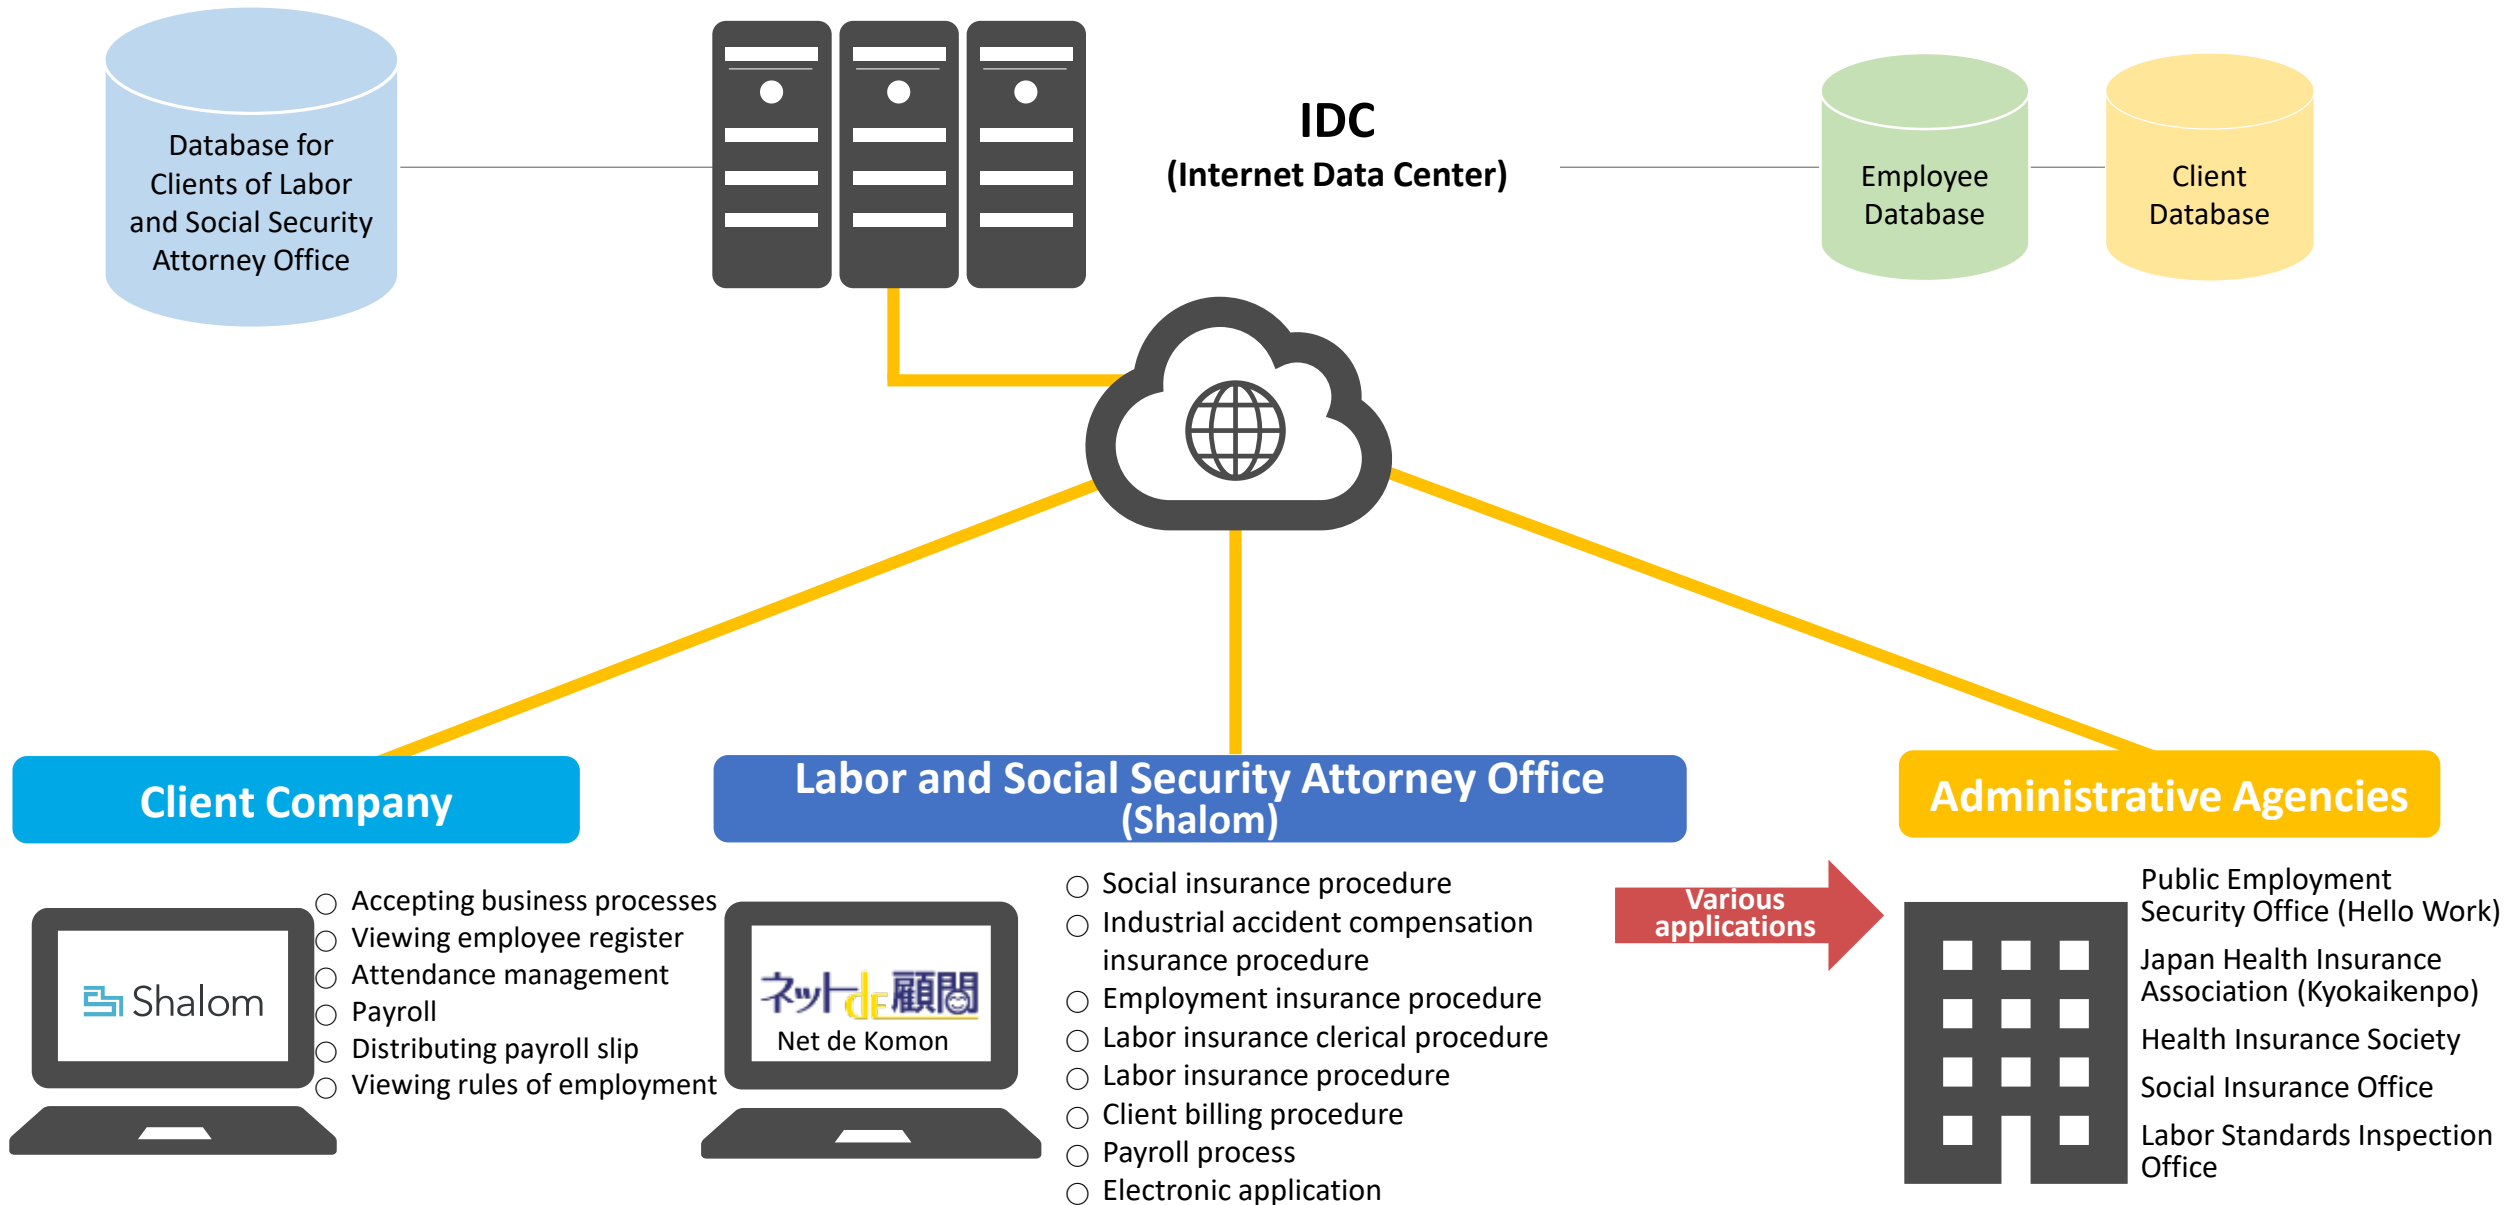 Database for
Clients of Labor
and Social Security
Attorney Office
IDC
(Internet Data Center)
Employee
Database
Client
Database
Client Company
Shalom
○ Accepting business processes
○ Viewing employee register
○ Attendance management
○ Payroll
○ Distributing payroll slip
○ Viewing rules of employment
Labor and Social Security Attorney Office
(Shalom)
ネットde顧問
Net de Komon
○ Social insurance procedure
○ Industrial accident compensation
insurance procedure
○ Employment insurance procedure
○ Labor insurance clerical procedure
○ Labor insurance procedure
○ Client billing procedure
○ Payroll process
○ Electronic application
Various
applications
Administrative Agencies
Public Employment
Security Office (Hello Work)
Japan Health Insurance
Association (Kyokaikenpo)
Health Insurance Society
Social Insurance Office
Labor Standards Inspection
Office